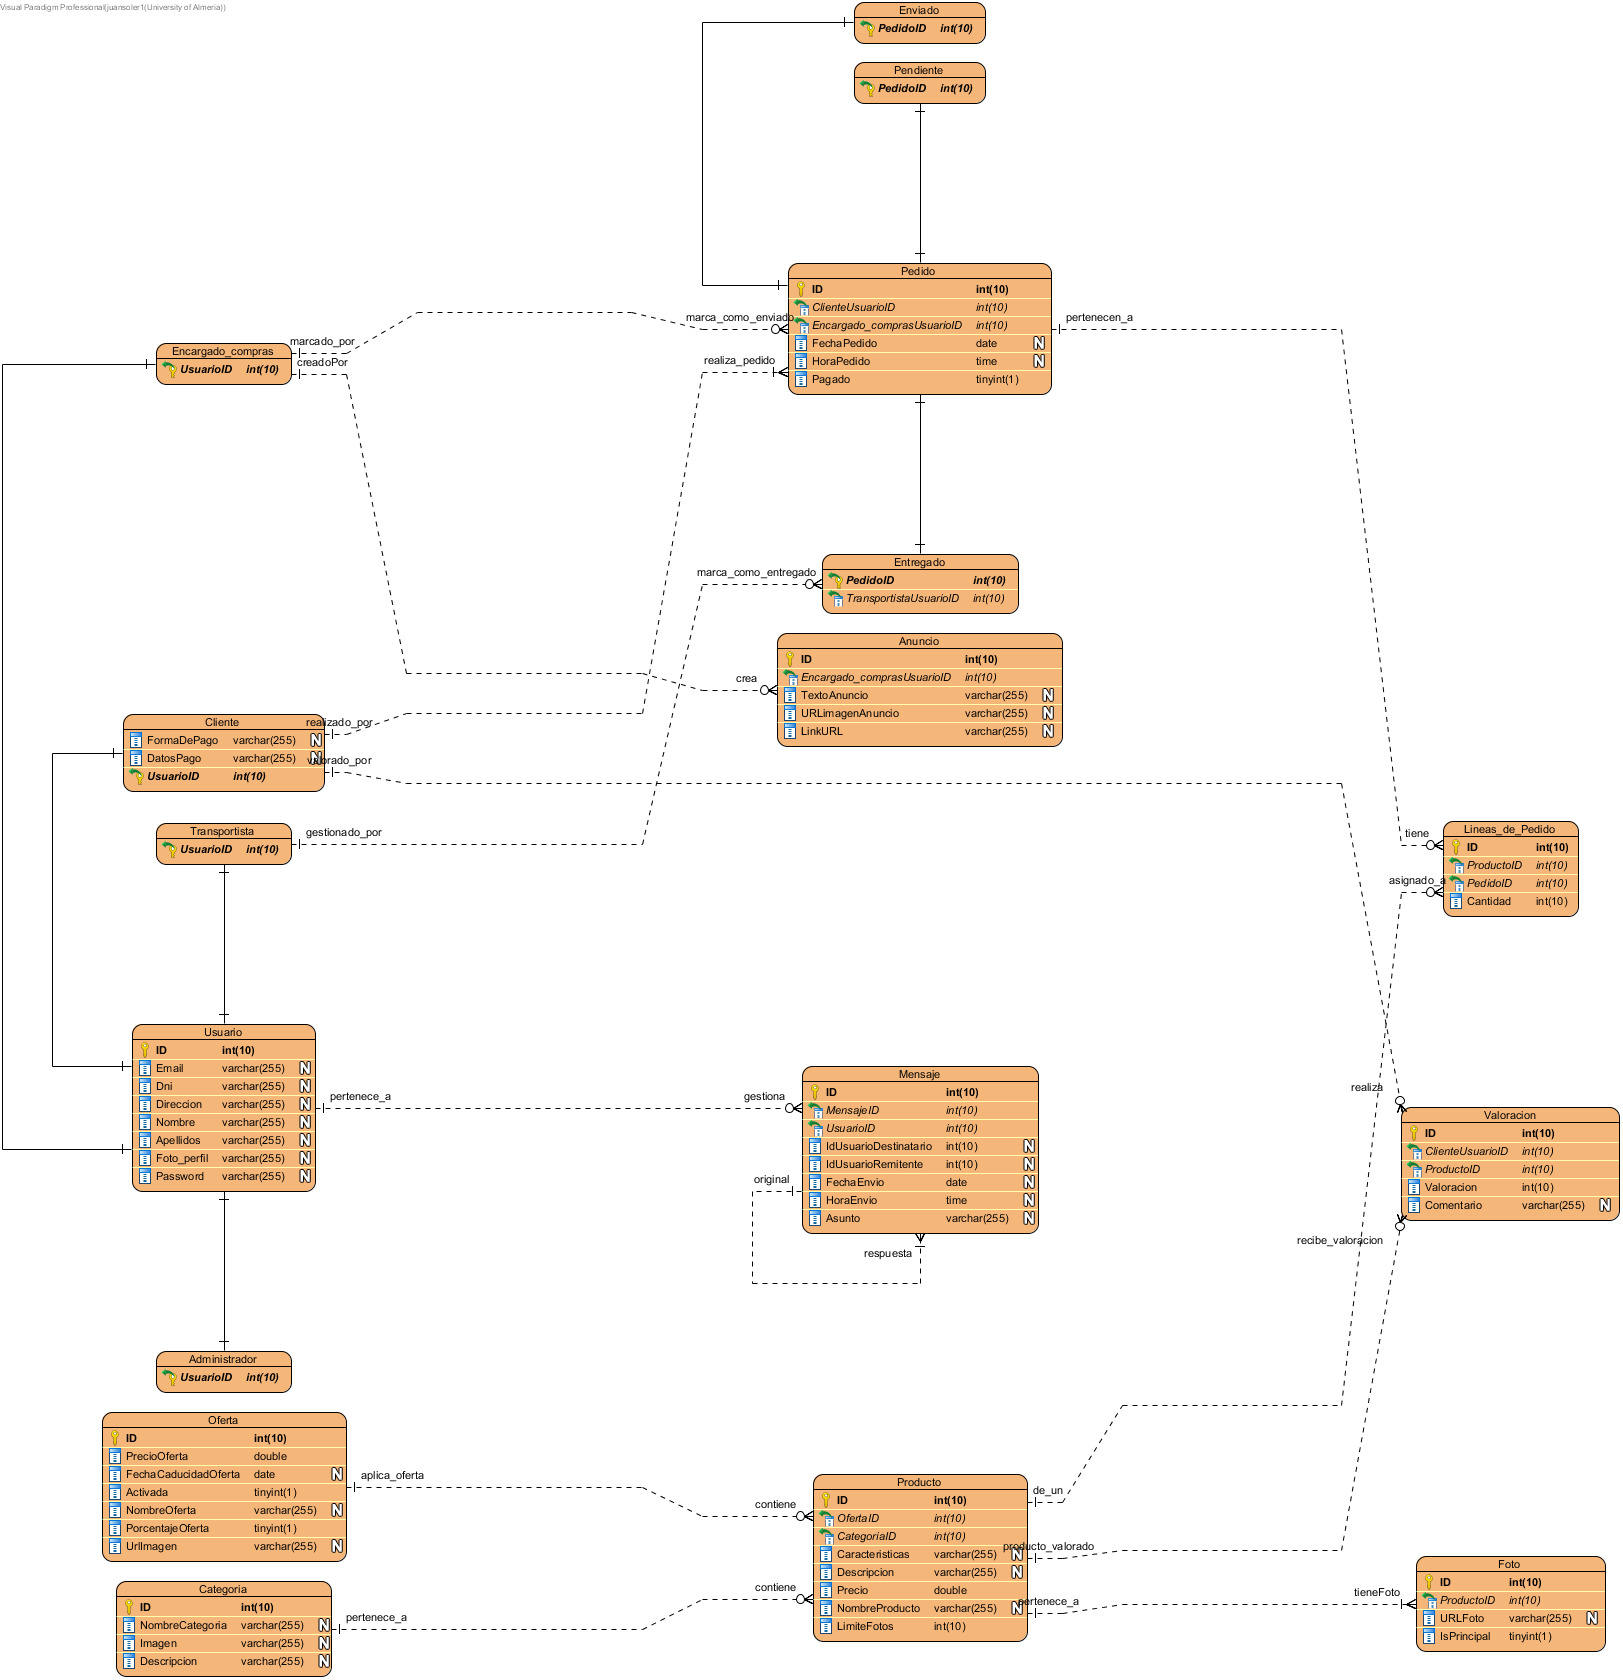 Visual Paradigm Professional(juansoler1(University of Almeria))
Enviado
PedidoID int(10)
Pendiente
PedidoID int(10)
Pedido
ID int(10)
ClienteUsuarioID int(10)
Encargado_comprasUsuarioID int(10)
FechaPedido date N
HoraPedido time N
Pagado tinyint(1)
marca_como_enviado
realiza_pedido
pertenecen_a
Encargado_compras
UsuarioID int(10)
marcado_por
creadoPor
Entregado
PedidoID int(10)
TransportistaUsuarioID int(10)
marca_como_entregado
Anuncio
ID int(10)
Encargado_comprasUsuarioID int(10)
TextoAnuncio varchar(255) N
URLimagenAnuncio varchar(255) N
LinkURL varchar(255) N
crea
Cliente
FormaDePago varchar(255) N
DatosPago varchar(255) N
UsuarioID int(10)
realizado_por
valorado_por
Transportista
UsuarioID int(10)
gestionado_por
Lineas_de_Pedido
ID int(10)
ProductoID int(10)
PedidoID int(10)
Cantidad int(10)
tiene
asignado_a
Usuario
ID int(10)
Email varchar(255) N
Dni varchar(255) N
Direccion varchar(255) N
Nombre varchar(255) N
Apellidos varchar(255) N
Foto_perfil varchar(255) N
Password varchar(255) N
pertenece_a
gestiona
Mensaje
ID int(10)
MensajeID int(10)
UsuarioID int(10)
IdUsuarioDestinatario int(10) N
IdUsuarioRemitente int(10) N
FechaEnvio date N
HoraEnvio time N
Asunto varchar(255) N
original
respuesta
realiza
Valoracion
ID int(10)
ClienteUsuarioID int(10)
ProductoID int(10)
Valoracion int(10)
Comentario varchar(255) N
recibe_valoracion
Administrador
UsuarioID int(10)
Oferta
ID int(10)
PrecioOferta double
FechaCaducidadOferta date N
Activada tinyint(1)
NombreOferta varchar(255) N
PorcentajeOferta tinyint(1)
UrlImagen varchar(255) N
aplica_oferta
contiene
Producto
ID int(10)
OfertaID int(10)
CategoriaID int(10)
Caracteristicas varchar(255) N
Descripcion varchar(255) N
Precio double
NombreProducto varchar(255) N
LimiteFotos int(10)
de_un
producto_valorado
pertenece_a
tieneFoto
Categoria
ID int(10)
NombreCategoria varchar(255) N
Imagen varchar(255) N
Descripcion varchar(255) N
pertenece_a
contiene
Foto
ID int(10)
ProductoID int(10)
URLFoto varchar(255) N
IsPrincipal tinyint(1)